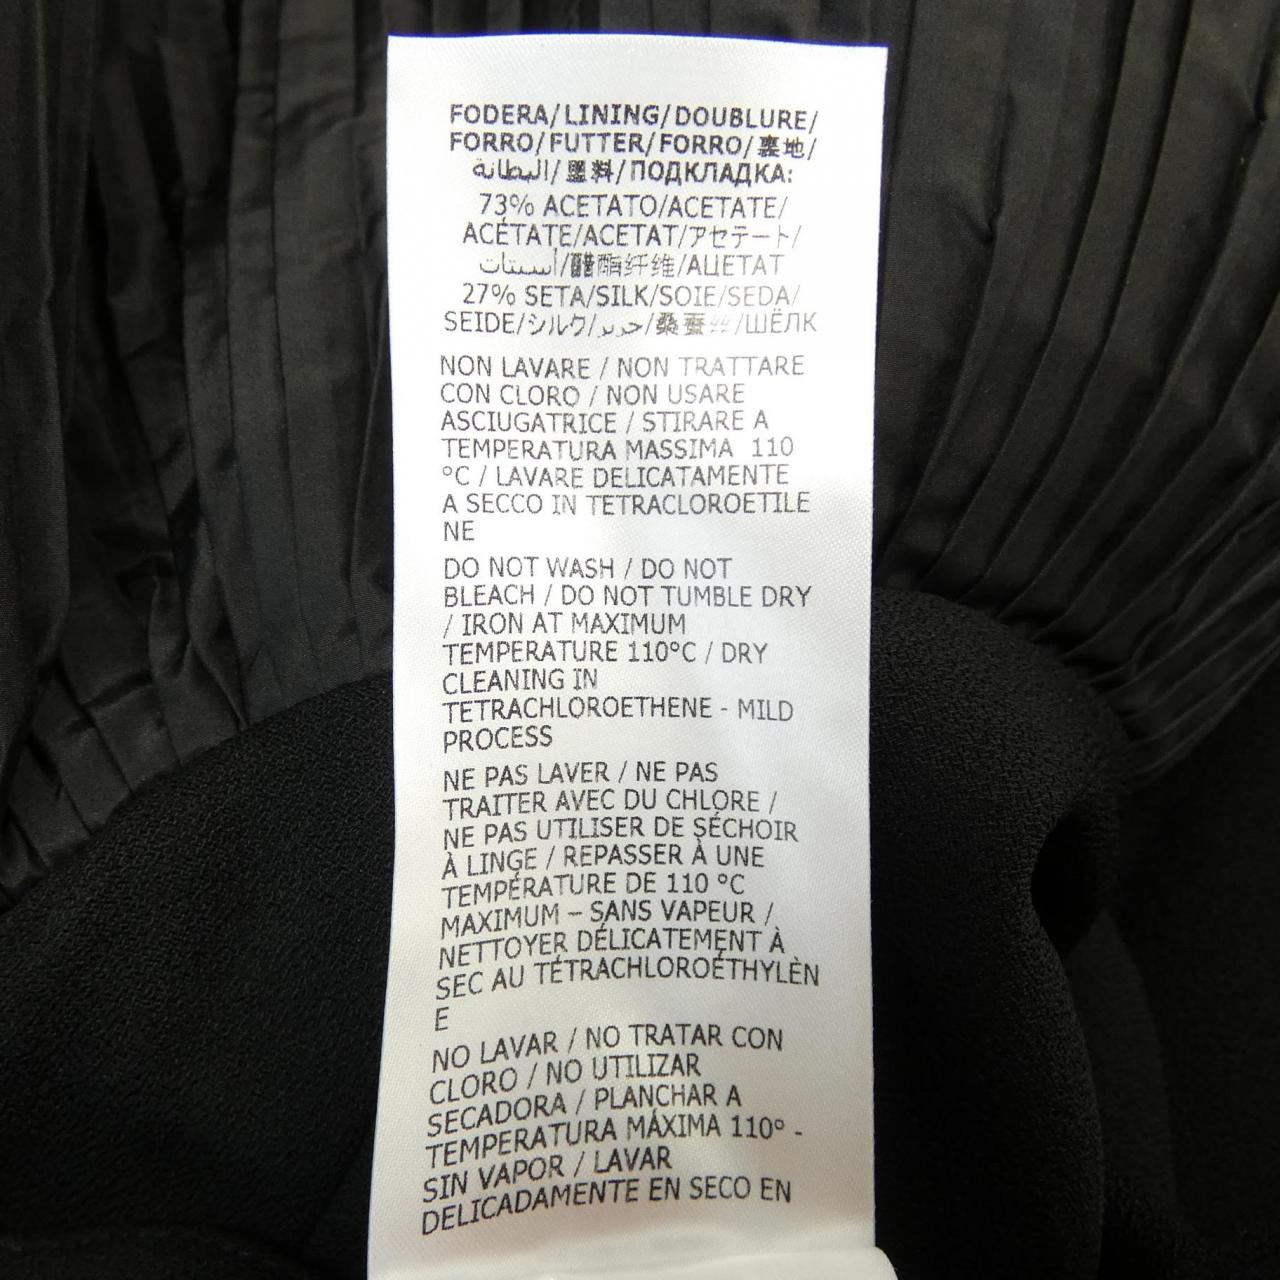 FODERA/LINING/DOUBLURE/
FORRO/FUTTER/FORRO/裏地/
البطانة/里料/ПОДКЛАДКА:
73% ACETATO/ACETATE/
ACÉTATE/ACETAT/アセテート/
أسيتات/醋酯纤维/АЦЕТАТ
27% SETA/SILK/SOIE/SEDA/
SEIDE/シルク/حرير/桑蚕丝/ШЁЛК
NON LAVARE / NON TRATTARE
CON CLORO / NON USARE
ASCIUGATRICE / STIRARE A
TEMPERATURA MASSIMA 110
°C / LAVARE DELICATAMENTE
A SECCO IN TETRACLOROETILE
NE
DO NOT WASH / DO NOT
BLEACH / DO NOT TUMBLE DRY
/ IRON AT MAXIMUM
TEMPERATURE 110°C / DRY
CLEANING IN
TETRACHLOROETHENE - MILD
PROCESS
NE PAS LAVER / NE PAS
TRAITER AVEC DU CHLORE /
NE PAS UTILISER DE SÉCHOIR
À LINGE / REPASSER À UNE
TEMPÉRATURE DE 110 °C
MAXIMUM – SANS VAPEUR /
NETTOYER DÉLICATEMENT À
SEC AU TÉTRACHLOROÉTHYLÈN
E
NO LAVAR / NO TRATAR CON
CLORO / NO UTILIZAR
SECADORA / PLANCHAR A
TEMPERATURA MÁXIMA 110° -
SIN VAPOR / LAVAR
DELICADAMENTE EN SECO EN